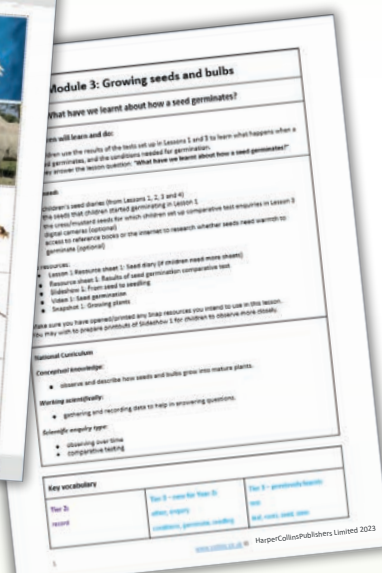 Module 3: Growing seeds and bulbs
What have we learnt about how a seed germinates?
en will learn and do:
dren use the results of the tests set up in Lessons 1 and 3 to learn what happens when a
d germinates, and the conditions needed for germination.
ey answer the lesson question: "What have we learnt about how a seed germinates?"
need:
children's seed diaries (from Lessons 1, 2, 3 and 4)
the seeds that children started germinating in Lesson 1
the cress/mustard seeds for which children set up comparative test enquiries in Lesson 3
digital cameras (optional)
access to reference books or the internet to research whether seeds need warmth to
germinate (optional)
resources:
• Lesson 1 Resource sheet 1: Seed diary (if children need more sheets)
• Resource sheet 1: Results of seed germination comparative test
• Slideshow 1: From seed to seedling
• Video 1: Seed germination
• Snapshot 1: Growing plants
Make sure you have opened/printed any Snap resources you intend to use in this lesson.
You may wish to prepare printouts of Slideshow 1 for children to observe more closely.
National Curriculum
Conceptual knowledge:
• observe and describe how seeds and bulbs grow into mature plants.
Working scientifically:
• gathering and recording data to help in answering questions.
Scientific enquiry type:
• observing over time
• comparative testing
Key vocabulary
Tier 2:
record
Tier 3 – new for Year 2:
conditions, germinate, seedling
Tier 3 – previously learnt:
test
HarperCollinsPublishers Limited 2023